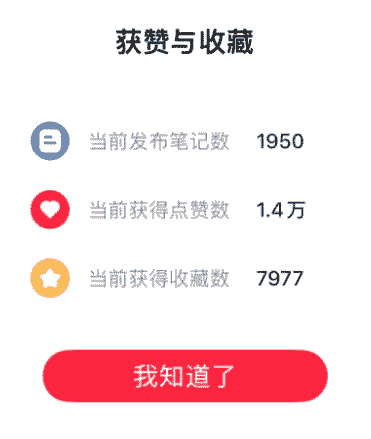 获赞与收藏
当前发布笔记数 1950
当前获得点赞数 1.4万
当前获得收藏数 7977
我知道了